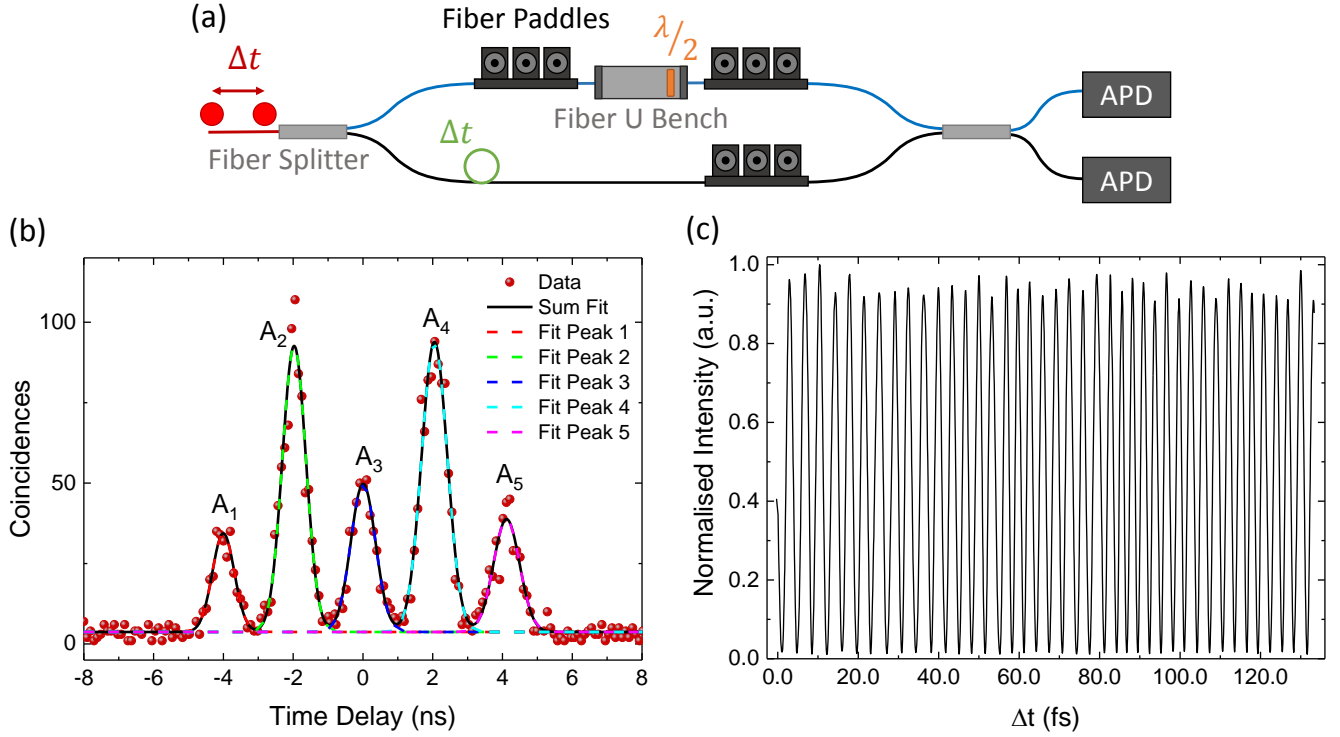 (a)
Fiber Paddles
λ/2
Δt
APD
Fiber U Bench
Δt
Fiber Splitter
APD
(b)
(c)
Data
Sum Fit
Fit Peak 1
Fit Peak 2
Fit Peak 3
Fit Peak 4
Fit Peak 5
A1
A2
A3
A4
A5
100
50
0
Coincidences
-8 -6 -4 -2 0 2 4 6 8
Time Delay (ns)
1.0
0.8
0.6
0.4
0.2
0.0
Normalised Intensity (a.u.)
0.0 20.0 40.0 60.0 80.0 100.0 120.0
Δt (fs)